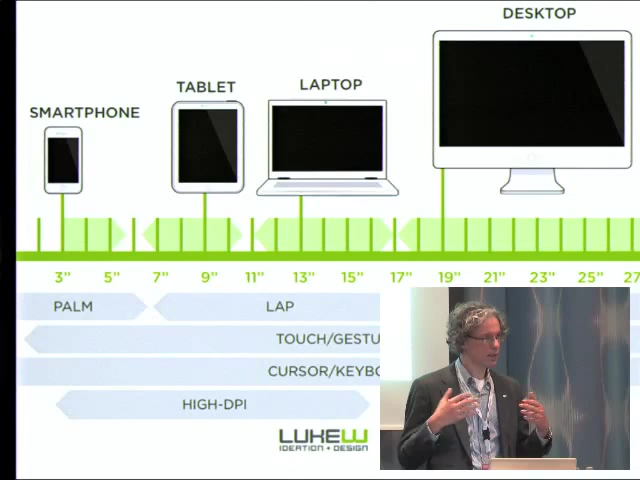 DESKTOP
TABLET
LAPTOP
SMARTPHONE
3” 5” 7” 9” 11” 13” 15” 17” 19” 21” 23” 25” 27
PALM LAP
TOUCH/GESTU
CURSOR/KEYBO
HIGH-DPI
LUKEW
IDEATION + DESIGN